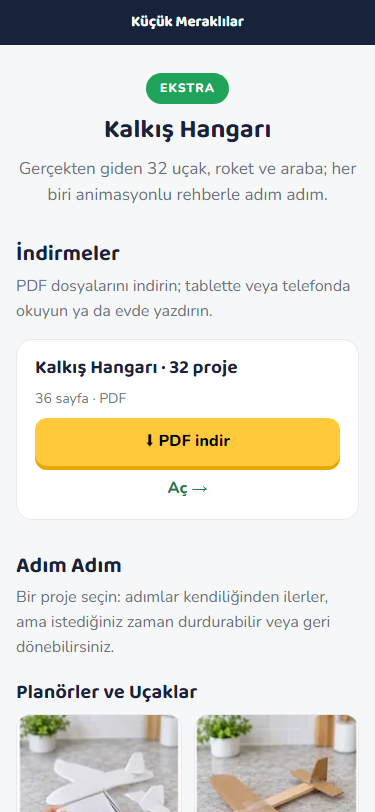 Küçük Meraklılar
EKSTRA
Kalkış Hangarı
Gerçekten giden 32 uçak, roket ve araba; her
biri animasyonlu rehberle adım adım.
İndirmeler
PDF dosyalarını indirin; tablette veya telefonda
okuyun ya da evde yazdırın.
Kalkış Hangarı · 32 proje
36 sayfa · PDF
⬇ PDF indir
Aç →
Adım Adım
Bir proje seçin: adımlar kendiliğinden ilerler,
ama istediğiniz zaman durdurabilir veya geri
dönebilirsiniz.
Planörler ve Uçaklar